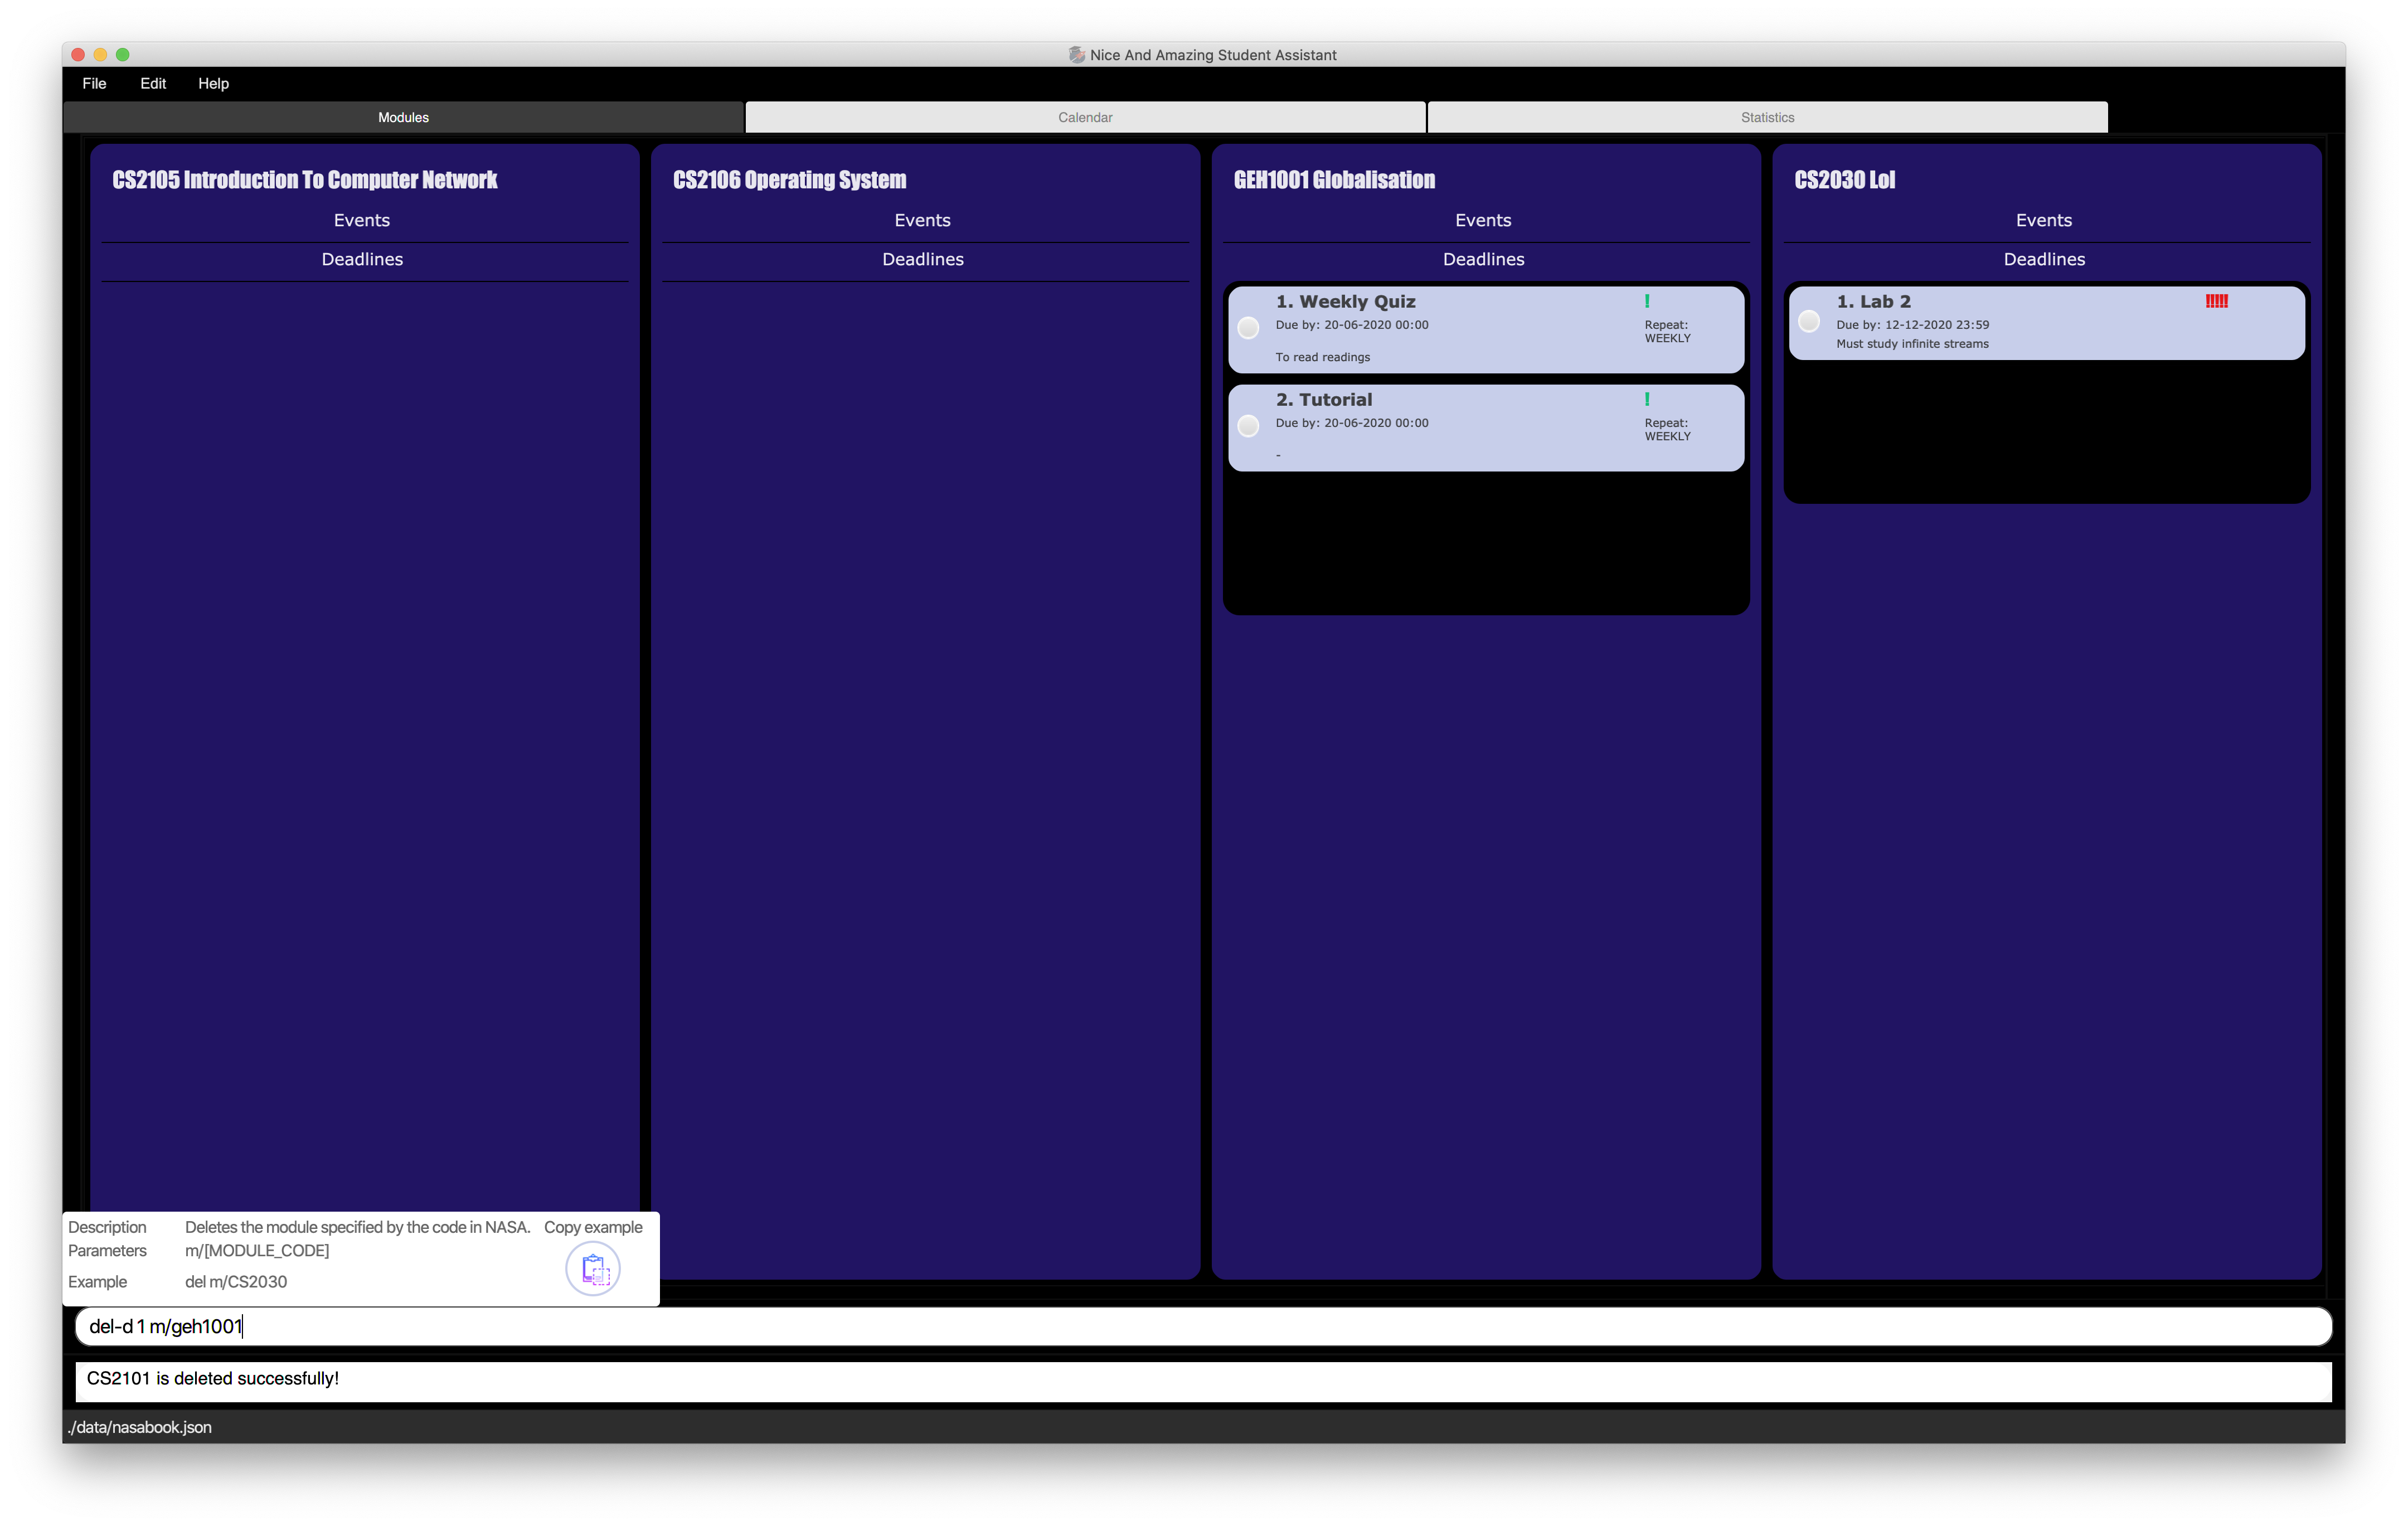 Nice And Amazing Student Assistant
File Edit Help
Modules Calendar Statistics
CS2105 Introduction To Computer Network
Events
Deadlines
CS2106 Operating System
Events
Deadlines
GEH1001 Globalisation
Events
Deadlines
1. Weekly Quiz !
Due by: 20-06-2020 00:00 Repeat:
WEEKLY
To read readings
2. Tutorial !
Due by: 20-06-2020 00:00 Repeat:
WEEKLY
-
CS2030 Lol
Events
Deadlines
1. Lab 2 !!!!!
Due by: 12-12-2020 23:59
Must study infinite streams
Description Deletes the module specified by the code in NASA. Copy example
Parameters m/[MODULE_CODE]
Example del m/CS2030
del-d 1 m/geh1001
CS2101 is deleted successfully!
./data/nasabook.json